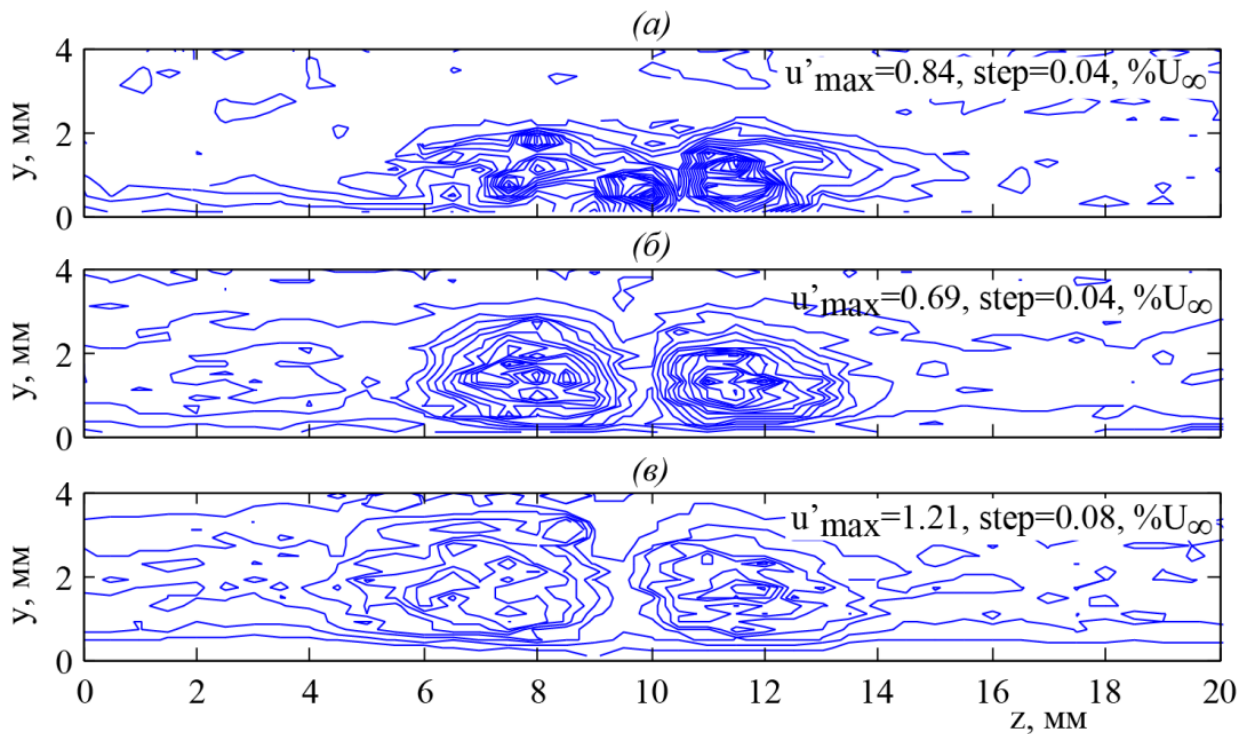 (а)
4
u'max=0.84, step=0.04, %U∞
2
y, мм
0
(б)
4
u'max=0.69, step=0.04, %U∞
2
y, мм
0
(в)
4
u'max=1.21, step=0.08, %U∞
2
y, мм
0
0 2 4 6 8 10 12 14 16 18 20
z, мм